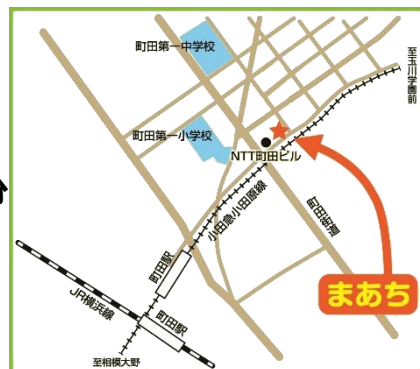 町田第一中学校
至玉川学園前
町田第一小学校
NTT町田ビル
小田急小田原線
町田街道
まあち
町田駅
町田駅
JR横浜線
至相模大野